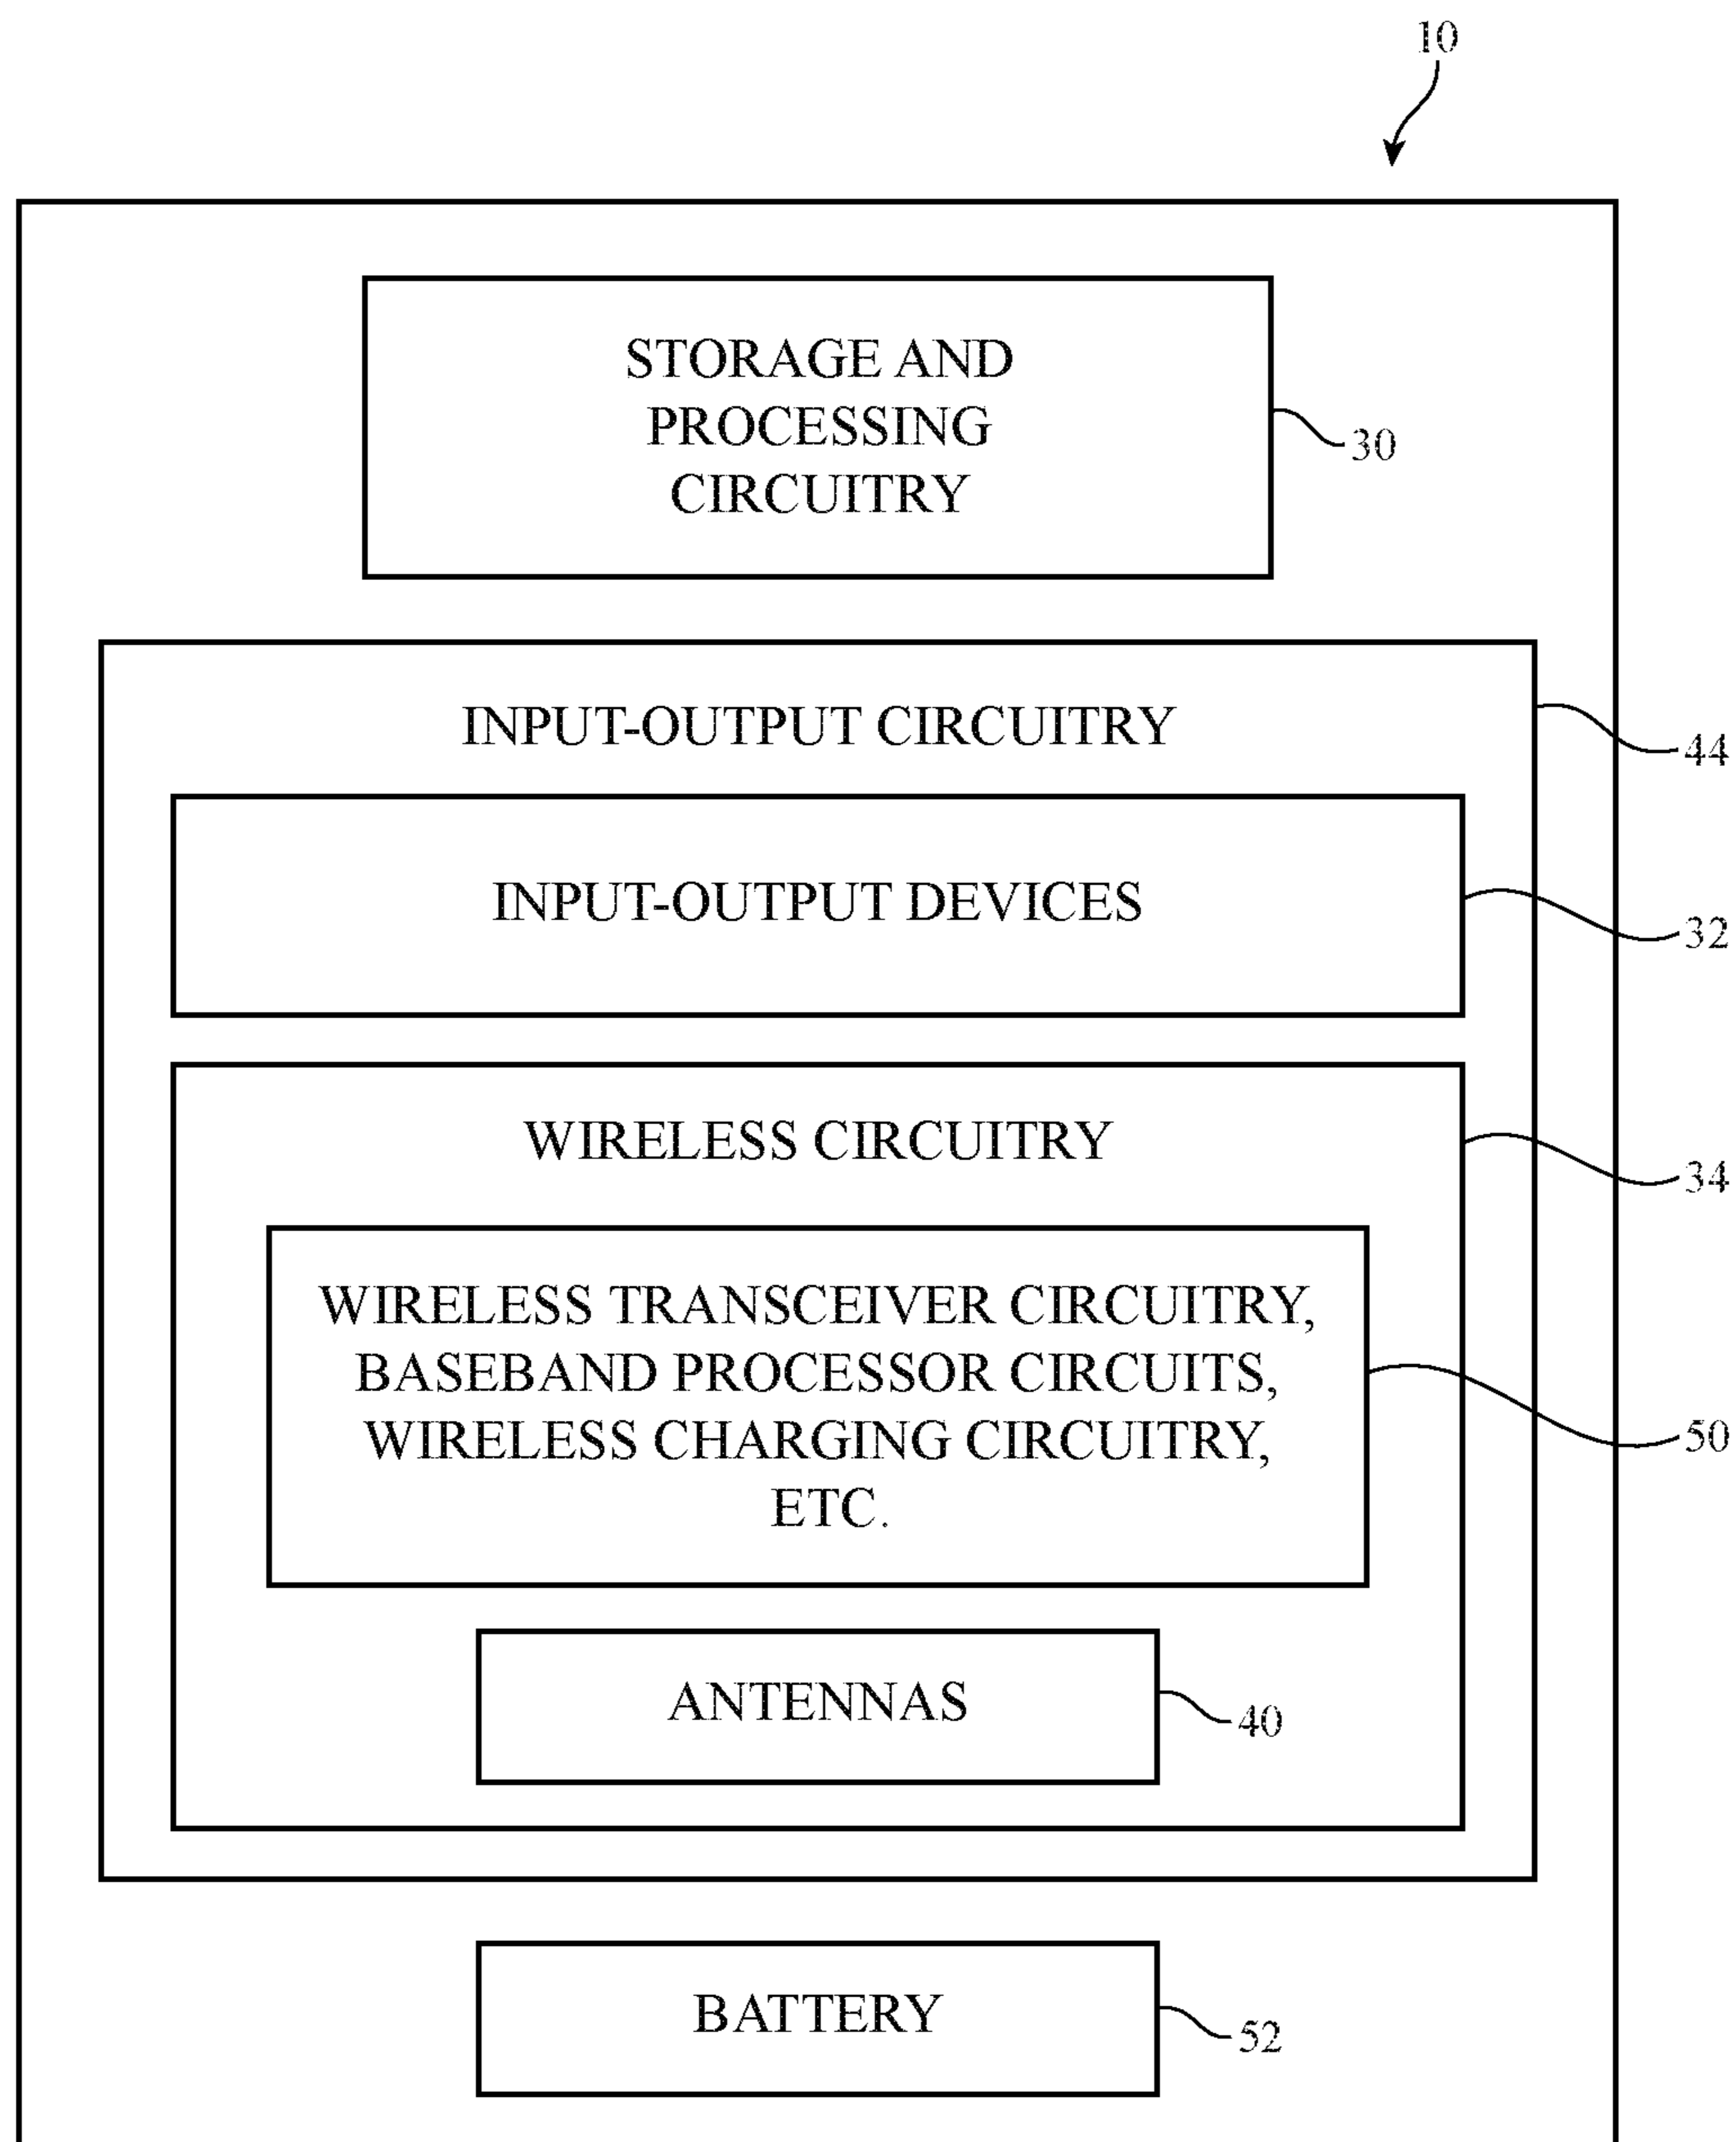 10
STORAGE AND
PROCESSING
CIRCUITRY
30
INPUT-OUTPUT CIRCUITRY
44
INPUT-OUTPUT DEVICES
32
WIRELESS CIRCUITRY
34
WIRELESS TRANSCEIVER CIRCUITRY,
BASEBAND PROCESSOR CIRCUITS,
WIRELESS CHARGING CIRCUITRY,
ETC.
50
ANTENNAS
40
BATTERY
52